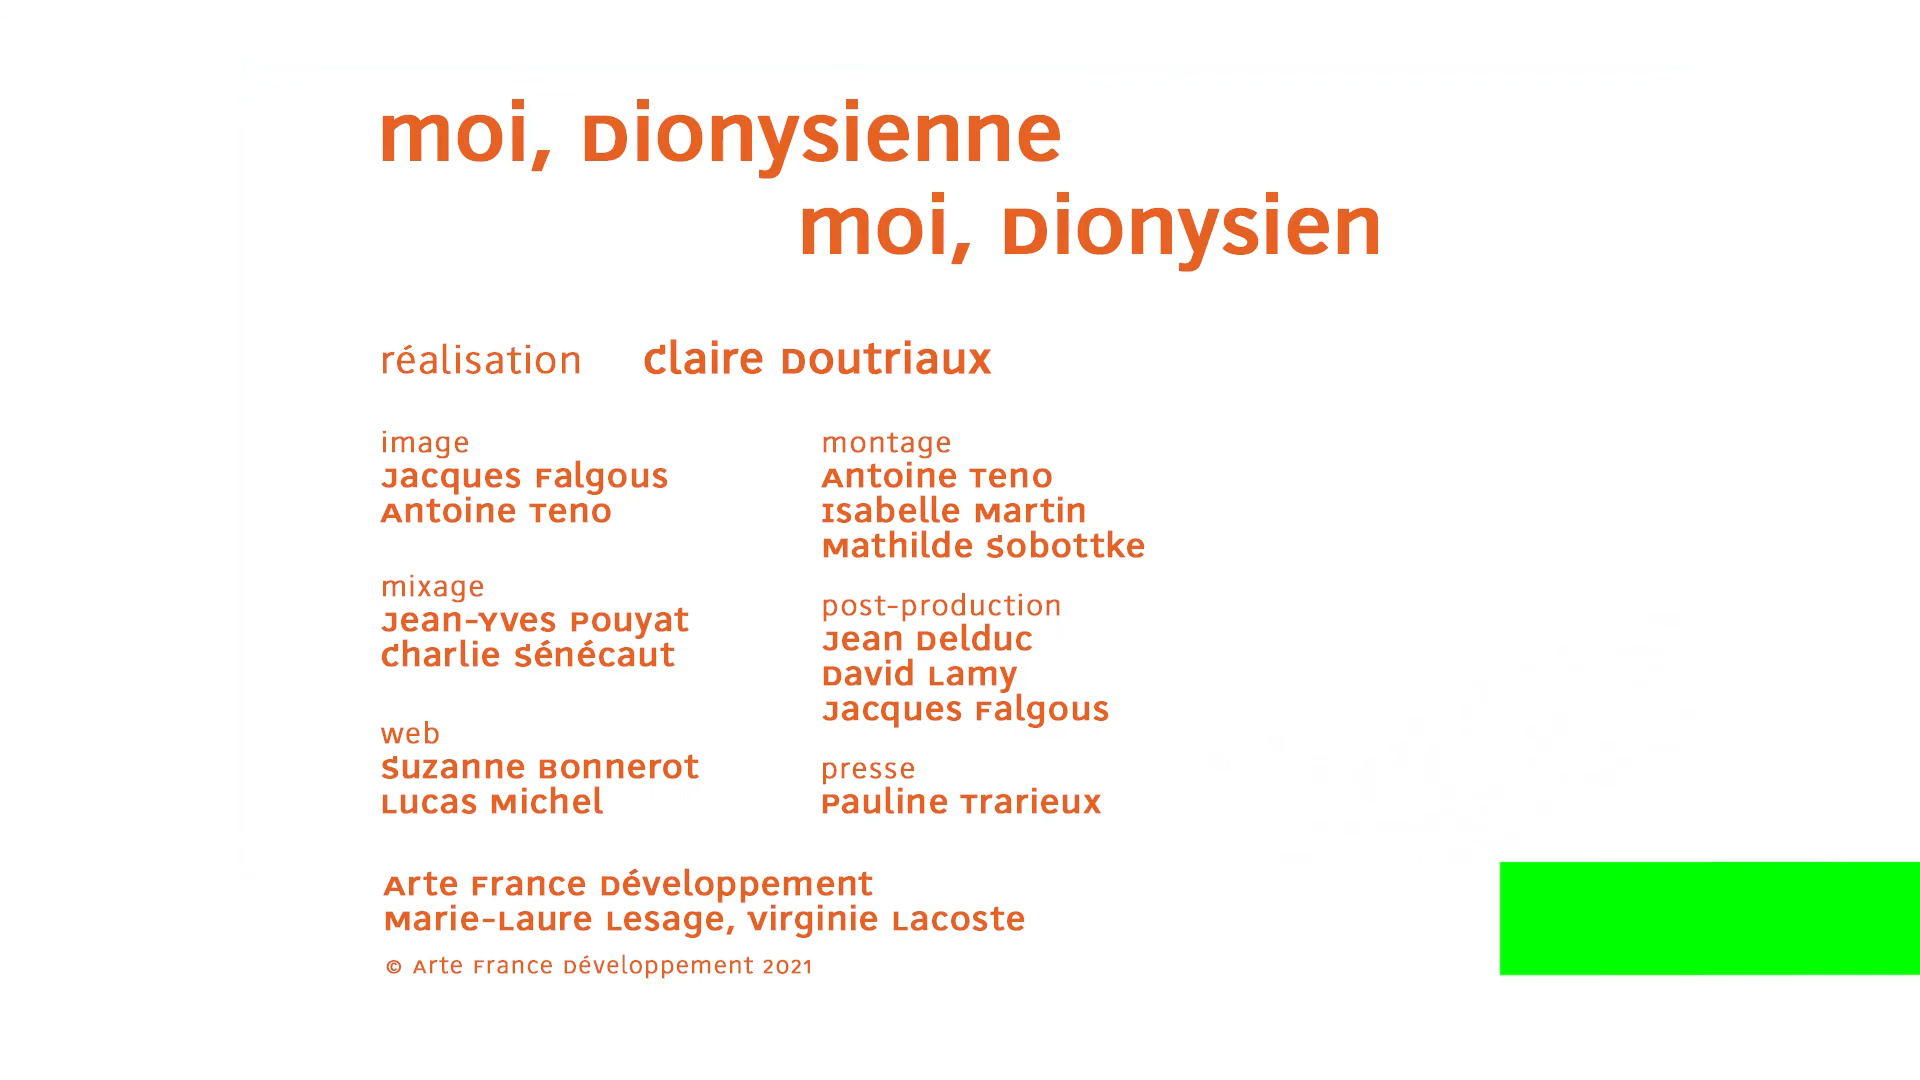 moi, Dionysienne
moi, Dionysien
réalisation Claire Doutriaux
image
Jacques Falgous
Antoine Teno
mixage
Jean-Yves Pouyat
Charlie Sénécaut
web
Suzanne Bonnerot
Lucas Michel
montage
Antoine Teno
Isabelle Martin
Mathilde Sobottke
post-production
Jean Delduc
David Lamy
Jacques Falgous
presse
Pauline Trarieux
Arte France Développement
Marie-Laure Lesage, Virginie Lacoste
© Arte France Développement 2021